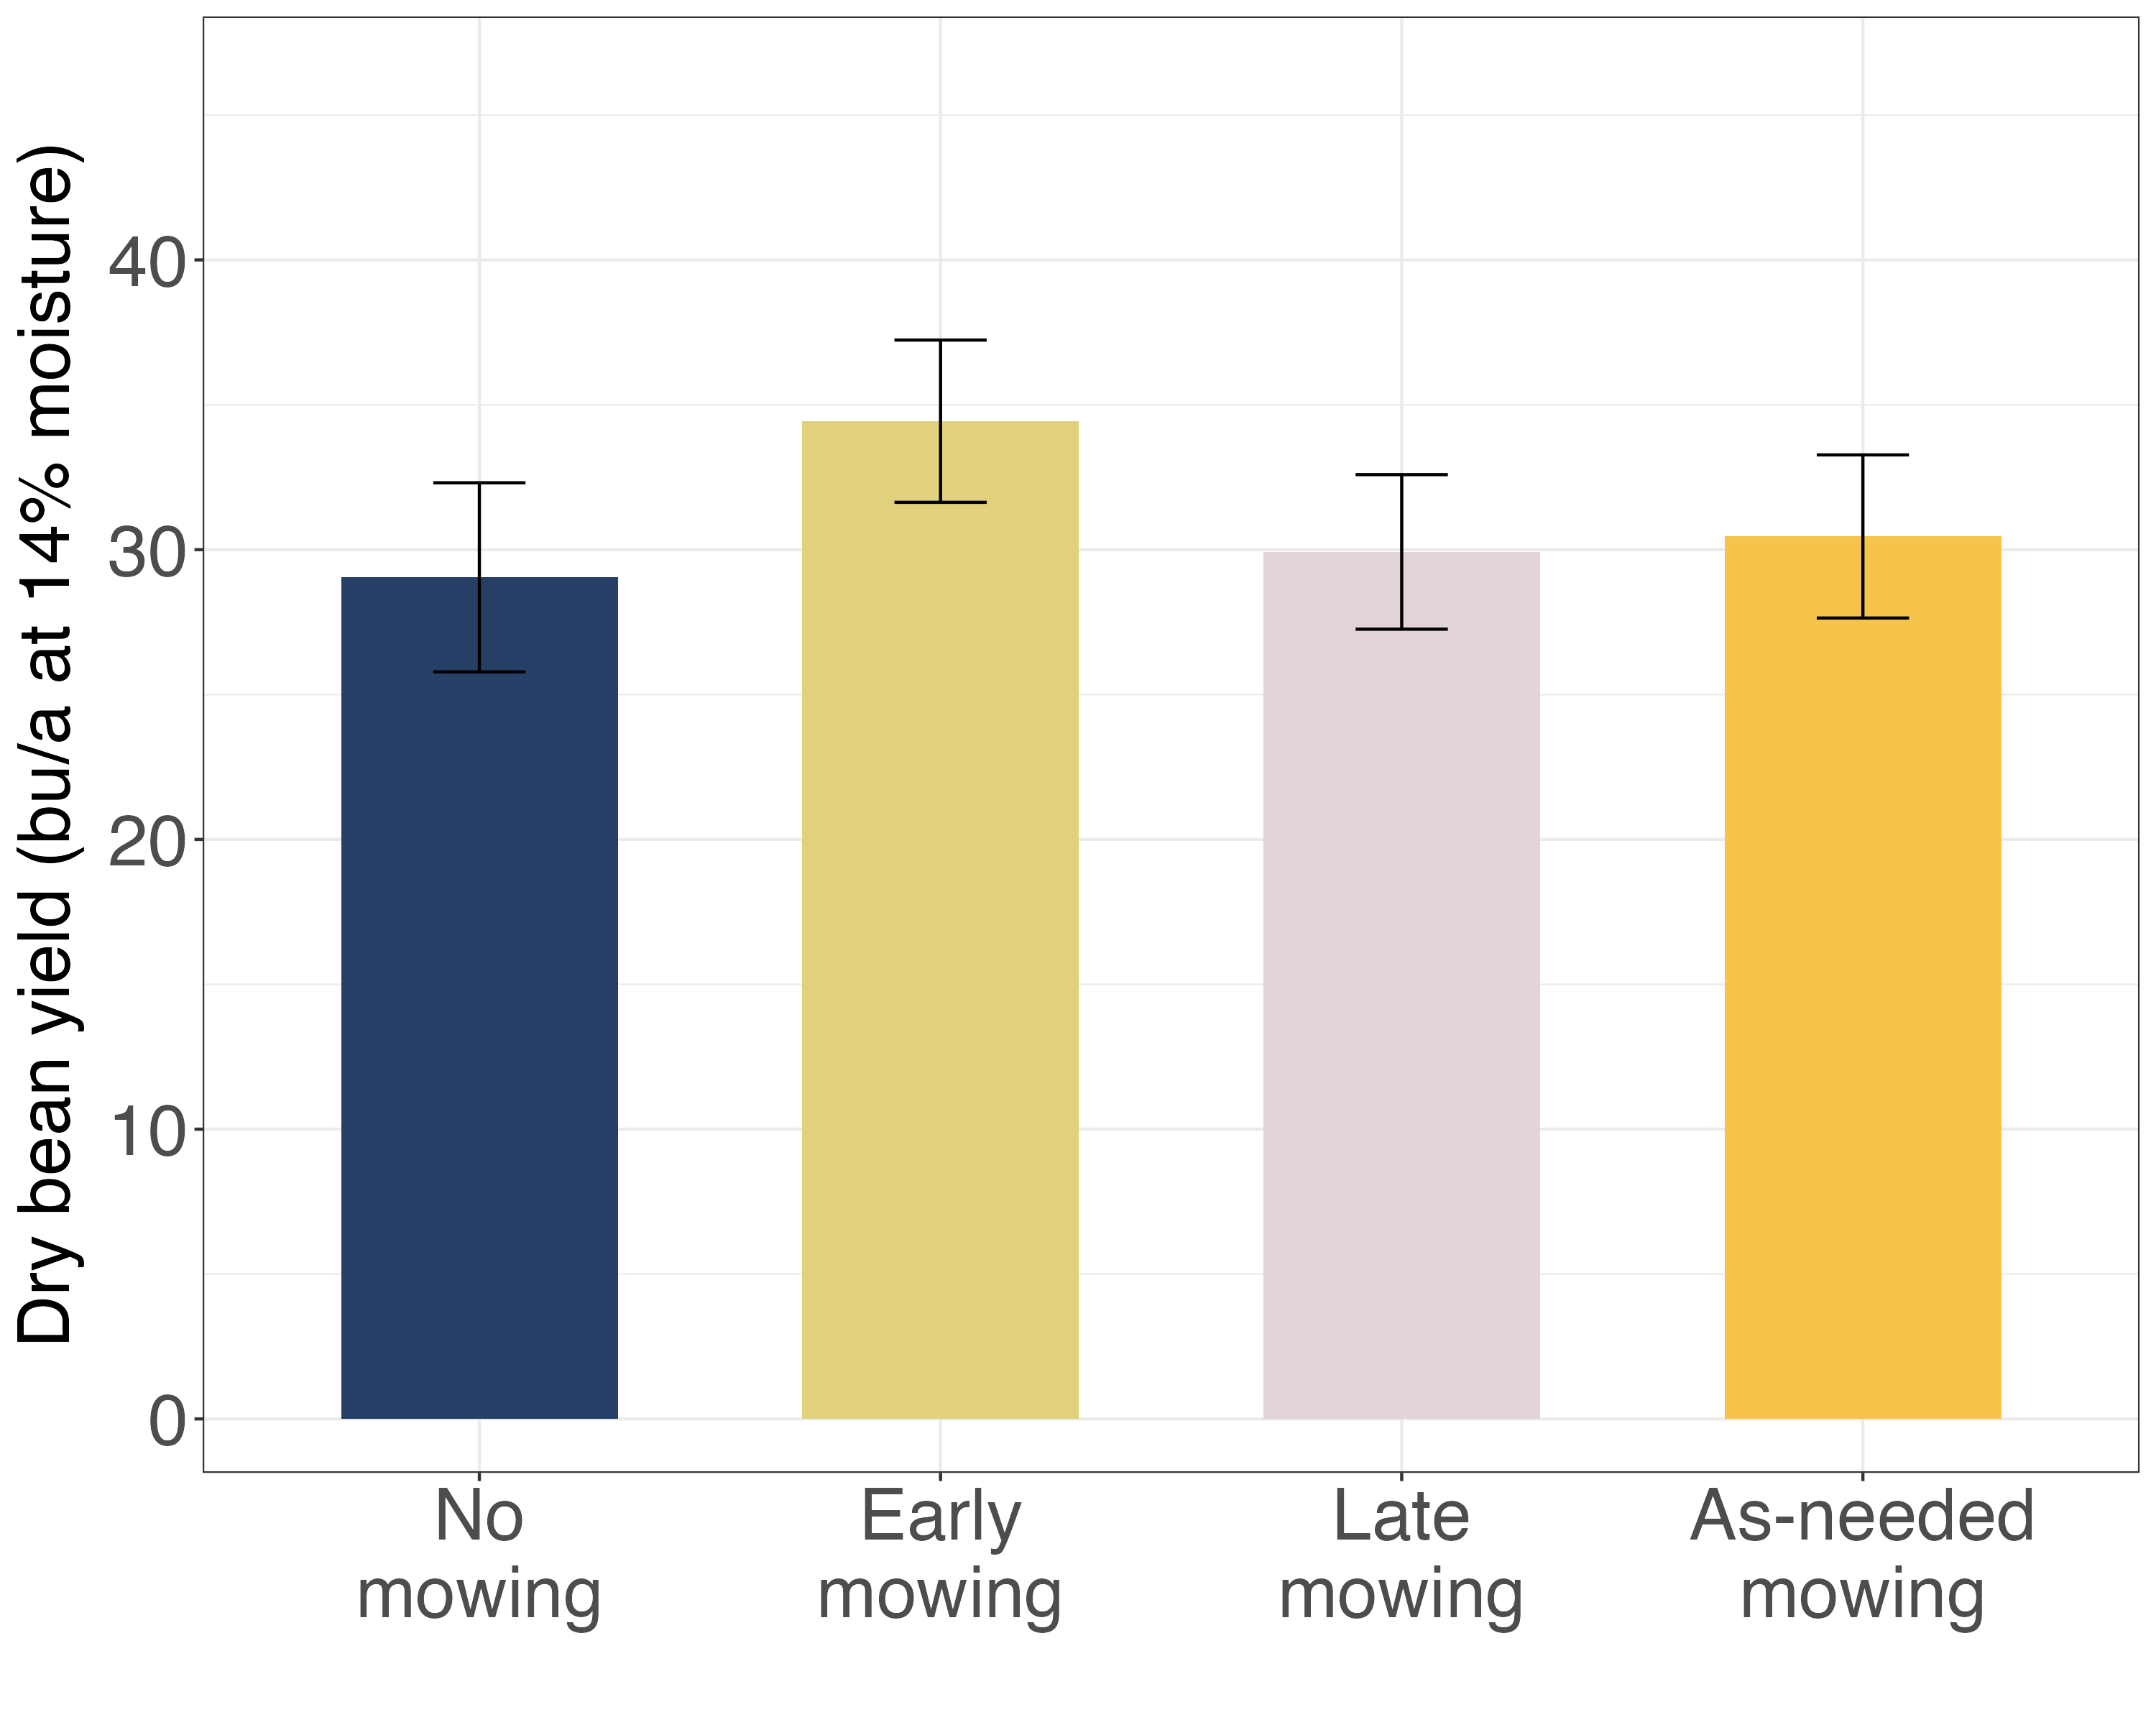 Dry bean yield (bu/a at 14% moisture)
40
30
20
10
0
No
mowing
Early
mowing
Late
mowing
As-needed
mowing